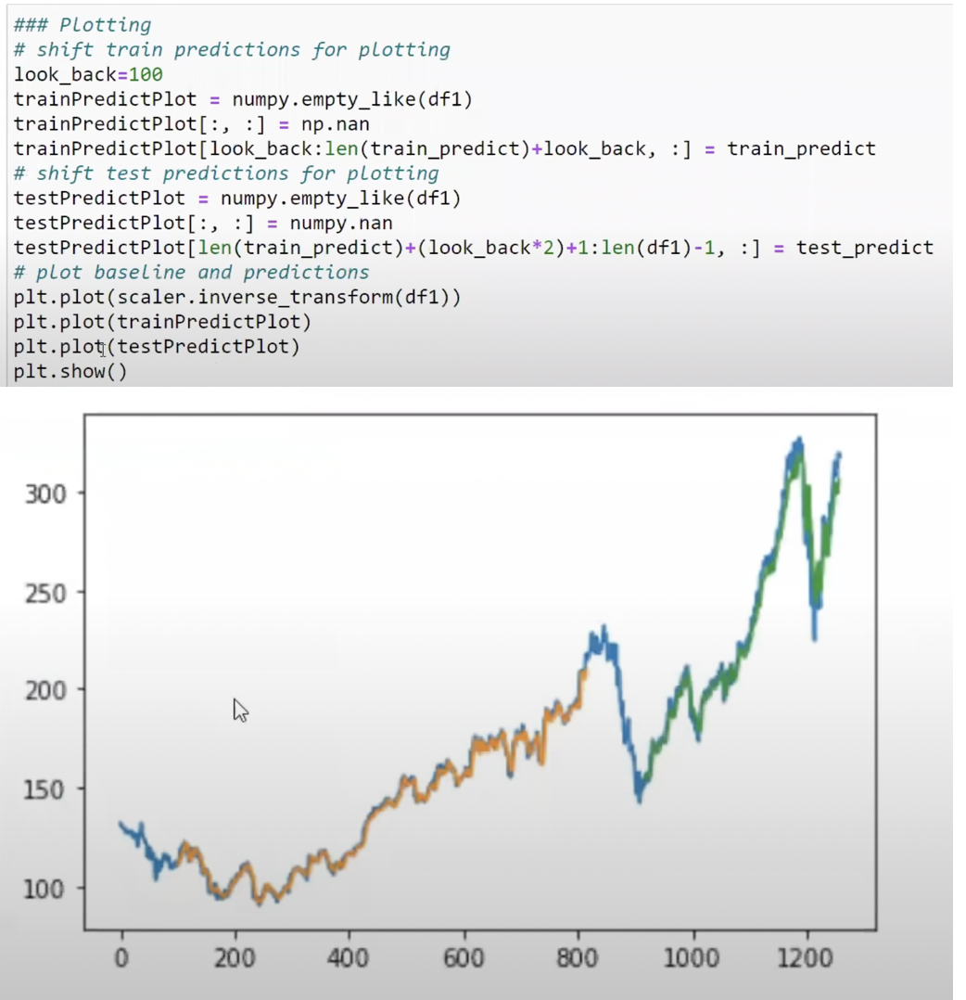 ### Plotting
# shift train predictions for plotting
look_back=100
trainPredictPlot = numpy.empty_like(df1)
trainPredictPlot[:, :] = np.nan
trainPredictPlot[look_back:len(train_predict)+look_back, :] = train_predict
# shift test predictions for plotting
testPredictPlot = numpy.empty_like(df1)
testPredictPlot[:, :] = numpy.nan
testPredictPlot[len(train_predict)+(look_back*2)+1:len(df1)-1, :] = test_predict
# plot baseline and predictions
plt.plot(scaler.inverse_transform(df1))
plt.plot(trainPredictPlot)
plt.plot(testPredictPlot)
plt.show()
300
250
200
150
100
0 200 400 600 800 1000 1200